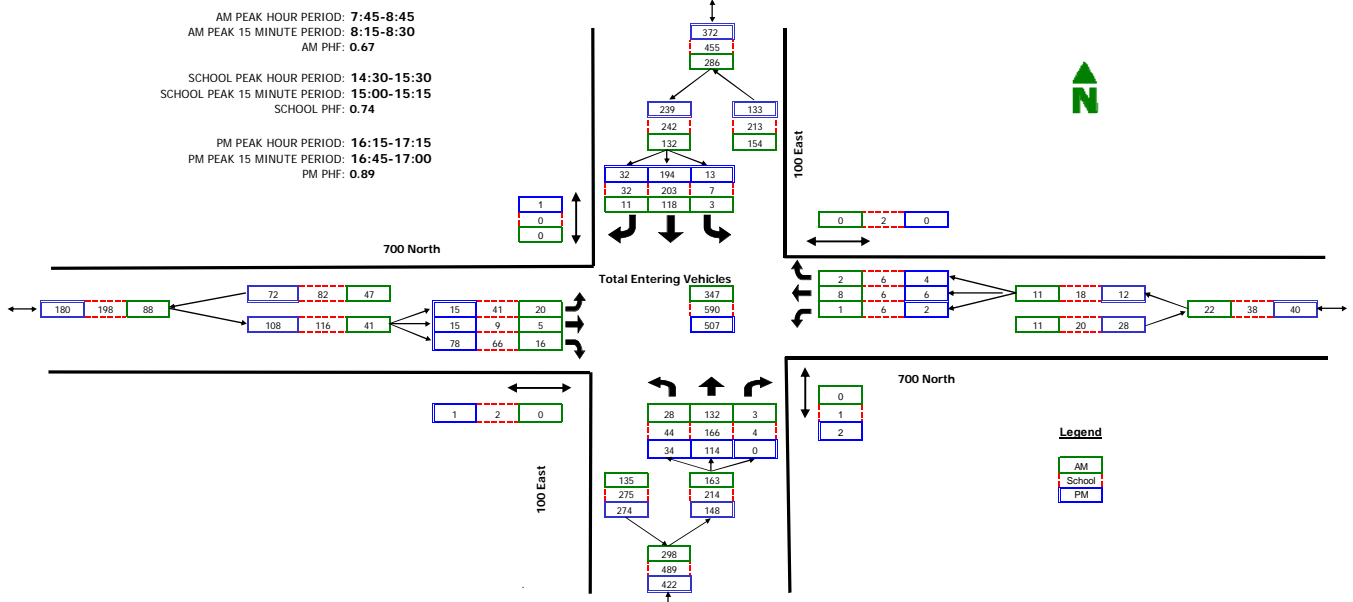 AM PEAK HOUR PERIOD: 7:45-8:45
AM PEAK 15 MINUTE PERIOD: 8:15-8:30
AM PHF: 0.67
SCHOOL PEAK HOUR PERIOD: 14:30-15:30
SCHOOL PEAK 15 MINUTE PERIOD: 15:00-15:15
SCHOOL PHF: 0.74
PM PEAK HOUR PERIOD: 16:15-17:15
PM PEAK 15 MINUTE PERIOD: 16:45-17:00
PM PHF: 0.89
372
455
286
239 133
242 213
132 154
32 194 13
32 203 7
11 118 3
N
100 East
1
0
0
700 North
0 2 0
Total Entering Vehicles
347
590
507
180 198 88
72 82 47
108 116 41
15 41 20
15 9 5
78 66 16
2 6 4
8 6 6
1 6 2
11 18 12
11 20 28
22 38 40
700 North
1 2 0
0
1
2
28 132 3
44 166 4
34 114 0
100 East
135 163
275 214
274 148
298
489
422
Legend
AM
School
PM